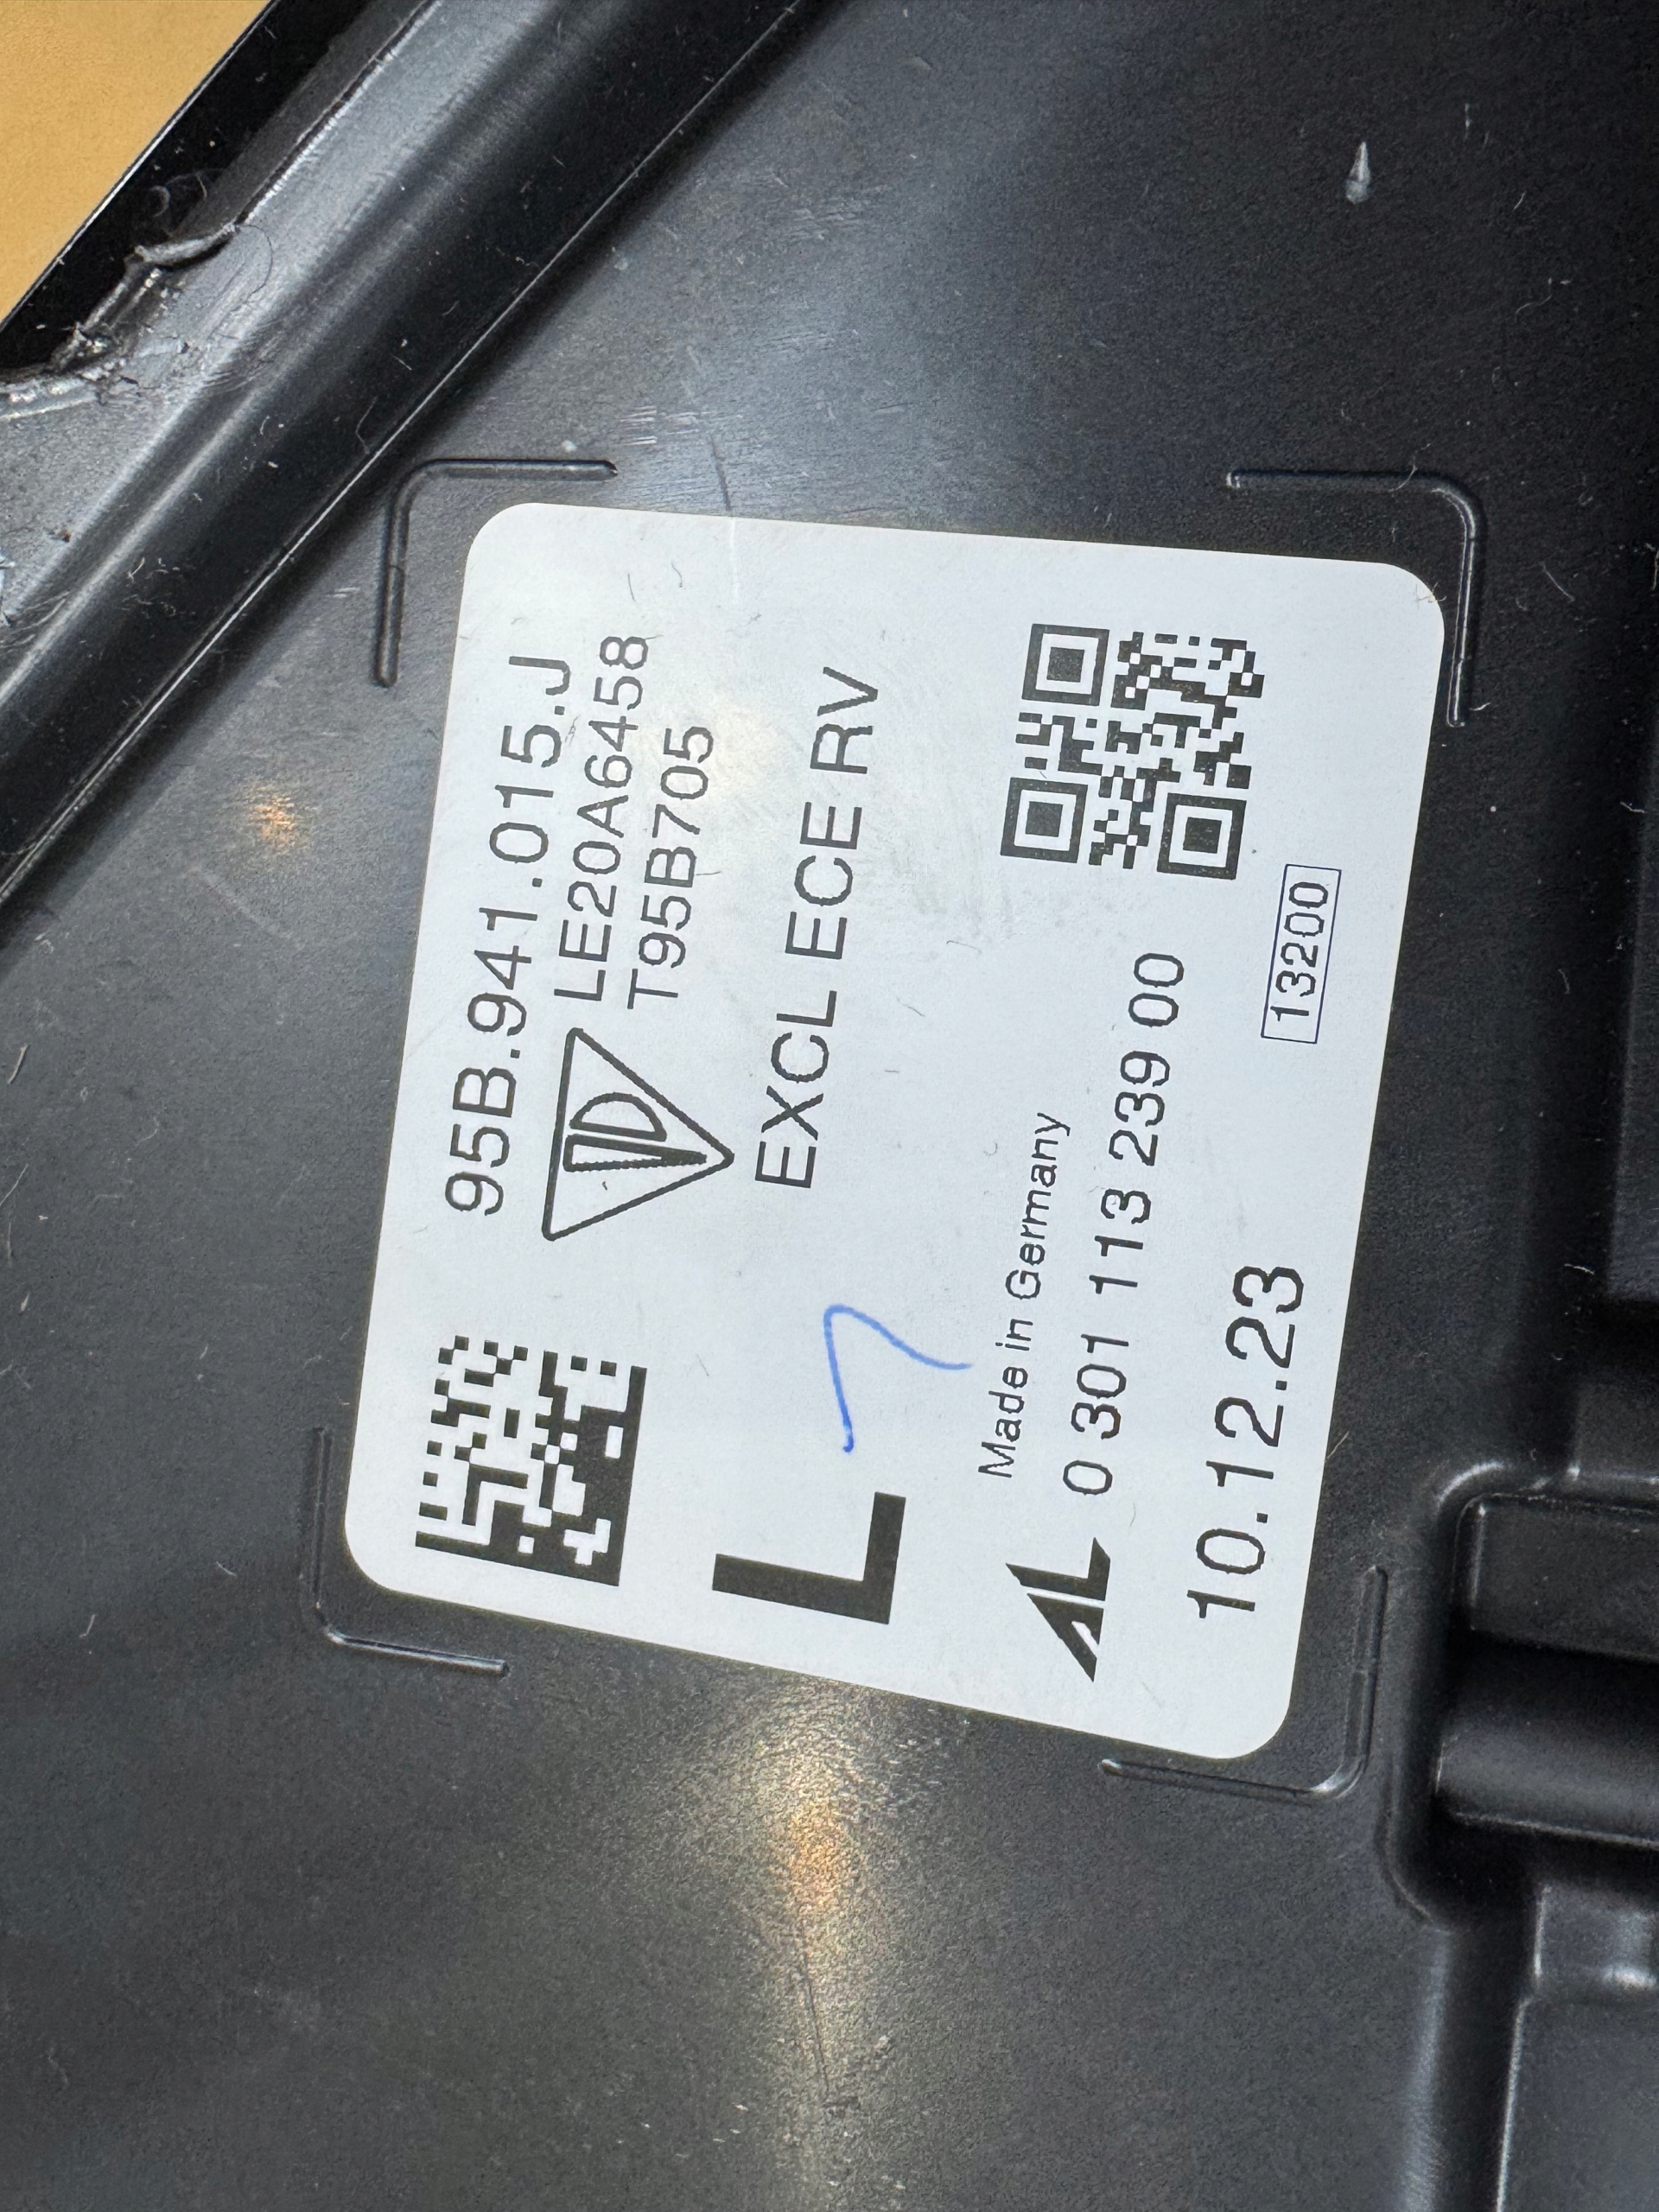 95B.941.015.J
LE20A6458
T95B705
L
7
EXCL ECE RV
Made in Germany
AL 0 301 113 239 00
10.12.23
13200